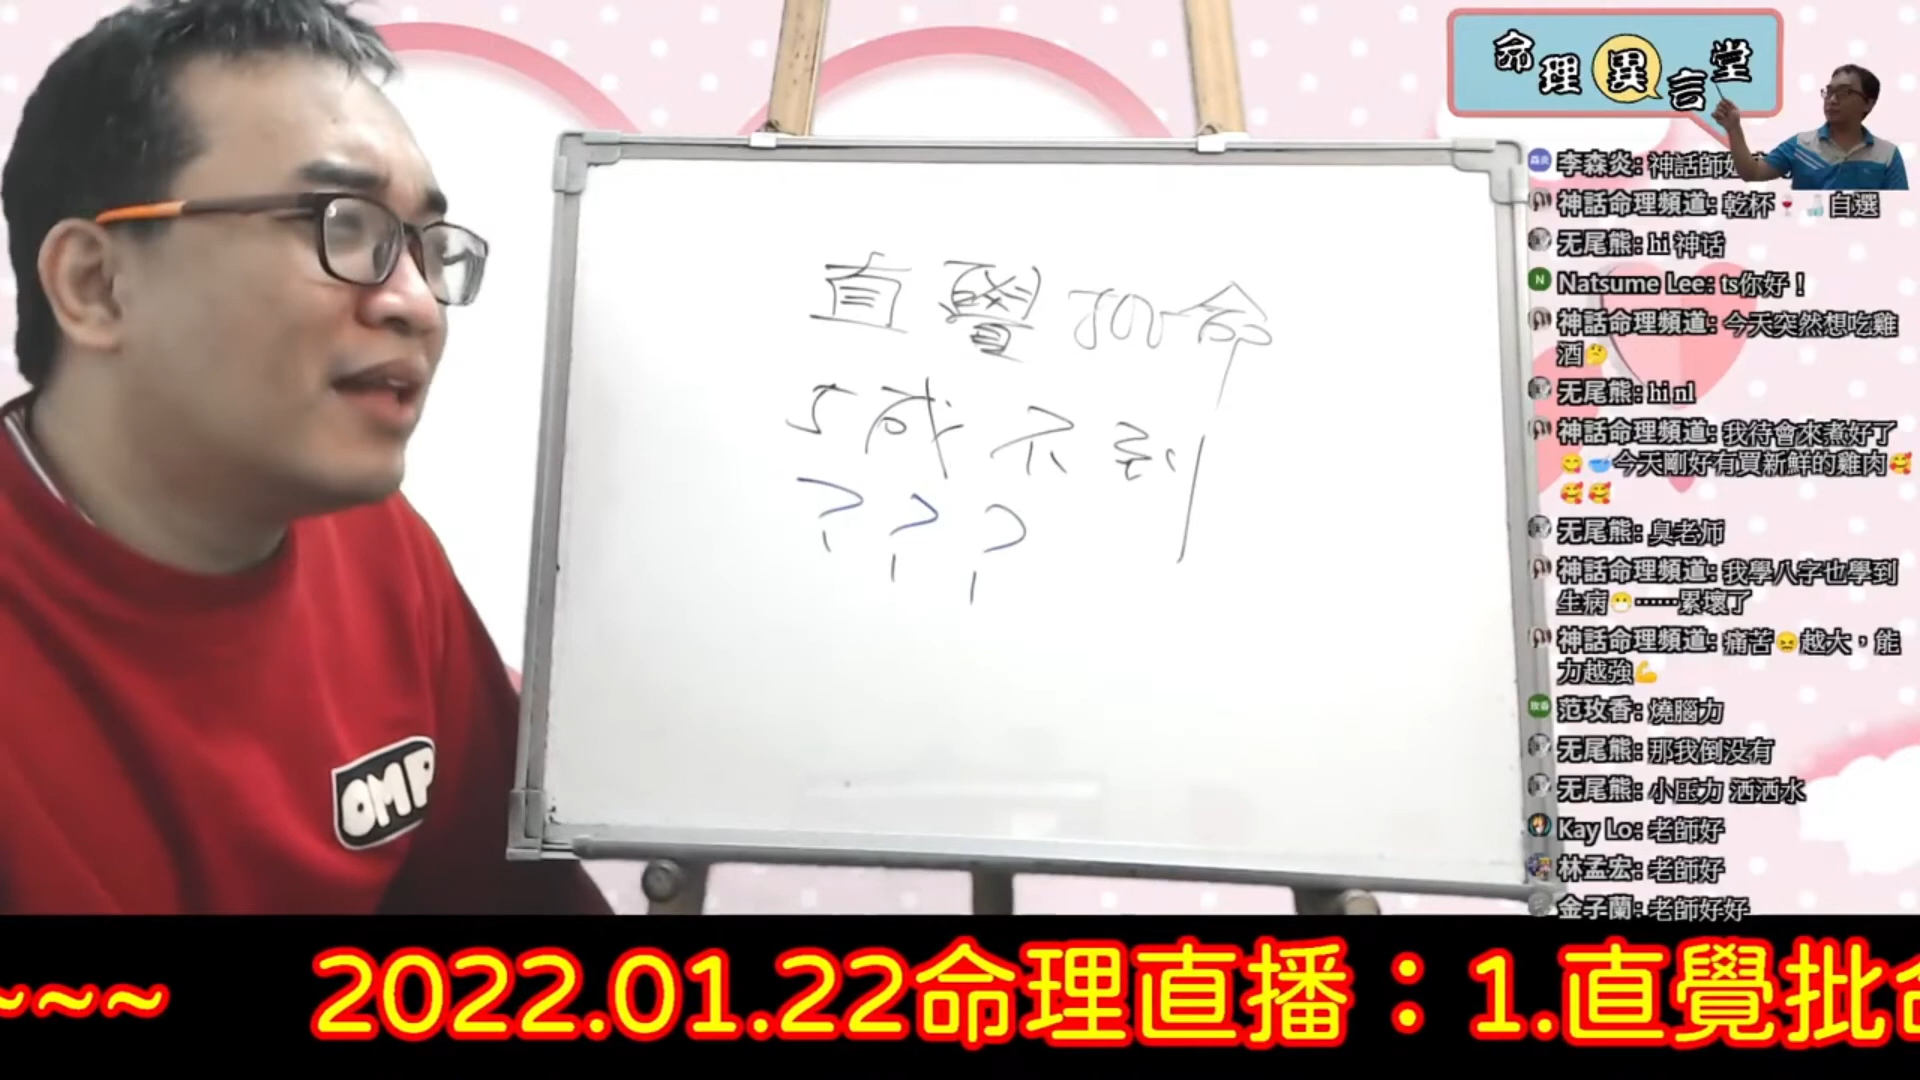 命理異言堂
直覺批命
5成不到
???
李森炎: 神話師姐
神話命理頻道: 乾杯🍷🍶自選
无尾熊: hi 神话
Natsume Lee: ts你好！
神話命理頻道: 今天突然想吃雞
酒🤔
无尾熊: hi nl
神話命理頻道: 我待會來煮好了
😋🥣今天剛好有買新鮮的雞肉🥰
🥰🥰
无尾熊: 臭老师
神話命理頻道: 我學八字也學到
生病😷⋯⋯累壞了
神話命理頻道: 痛苦😖越大，能
力越強💪
范玫香: 燒腦力
无尾熊: 那我倒没有
无尾熊: 小压力 洒洒水
Kay Lo: 老師好
林孟宏: 老師好
金子蘭: 老師好好
OMP
~~~ 2022.01.22命理直播：1.直覺批命